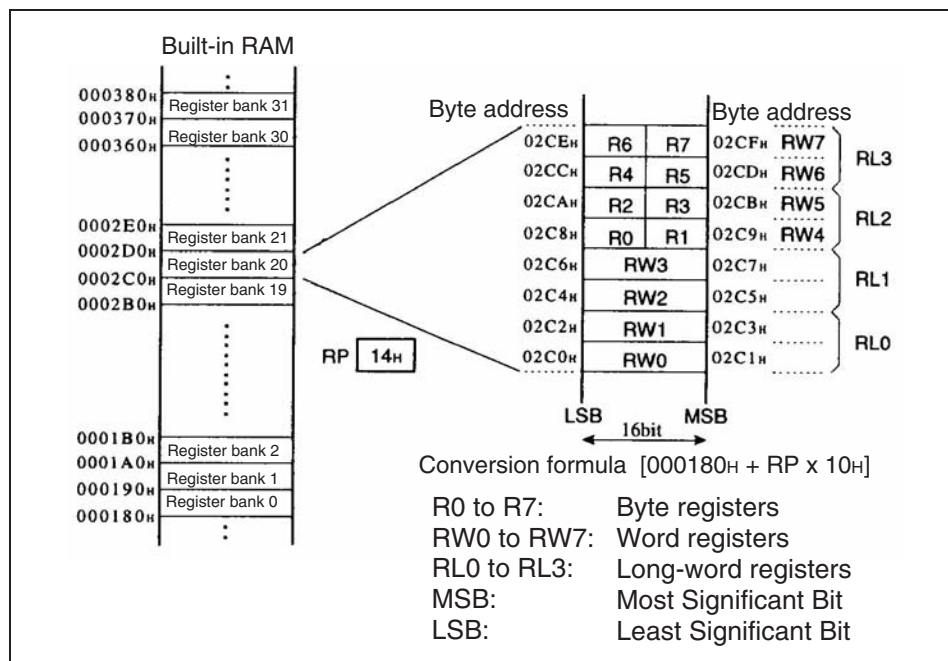 Built-in RAM
000380H
Register bank 31
000370H
Register bank 30
000360H
0002E0H
Register bank 21
0002D0H
Register bank 20
0002C0H
Register bank 19
0002B0H
RP 14H
0001B0H
Register bank 2
0001A0H
Register bank 1
000190H
Register bank 0
000180H
Byte address Byte address
02CEH R6 R7 02CFH RW7
RL3
02CCH R4 R5 02CDH RW6
02CAH R2 R3 02CBH RW5
RL2
02C8H R0 R1 02C9H RW4
02C6H RW3 02C7H
RL1
02C4H RW2 02C5H
02C2H RW1 02C3H
RL0
02C0H RW0 02C1H
LSB MSB
16bit
Conversion formula [000180H + RP x 10H]
R0 to R7: Byte registers
RW0 to RW7: Word registers
RL0 to RL3: Long-word registers
MSB: Most Significant Bit
LSB: Least Significant Bit